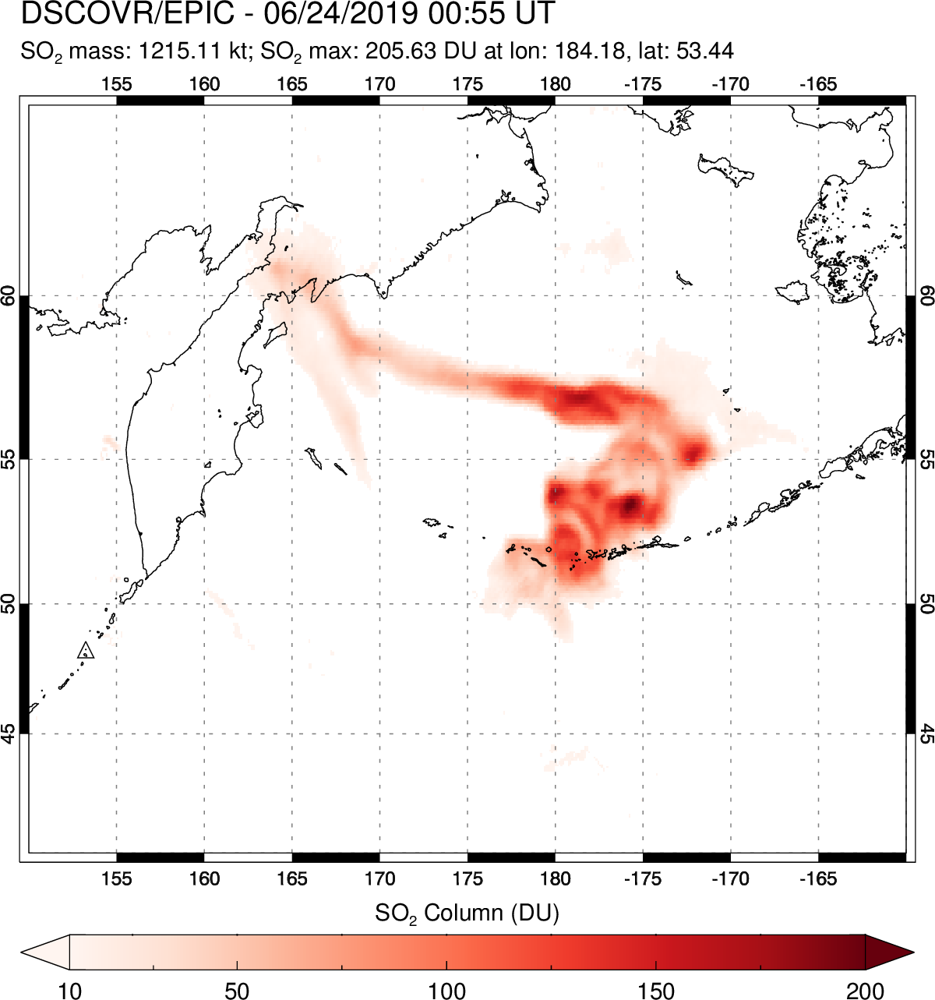 DSCOVR/EPIC - 06/24/2019 00:55 UT
SO₂ mass: 1215.11 kt; SO₂ max: 205.63 DU at lon: 184.18, lat: 53.44
155 160 165 170 175 180 -175 -170 -165
60 60
55 55
50 50
45 45
155 160 165 170 175 180 -175 -170 -165
SO₂ Column (DU)
10 50 100 150 200